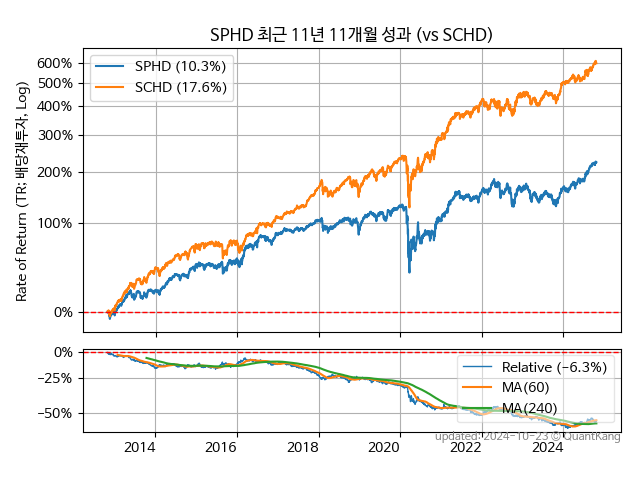 SPHD 최근 11년 11개월 성과 (vs SCHD)
Rate of Return (TR; 배당재투자, Log)
600%
500%
400%
300%
200%
100%
0%
SPHD (10.3%)
SCHD (17.6%)
0%
−25%
−50%
Relative (−6.3%)
MA(60)
MA(240)
2014 2016 2018 2020 2022 2024
updated: 2024-10-23 © QuantKang